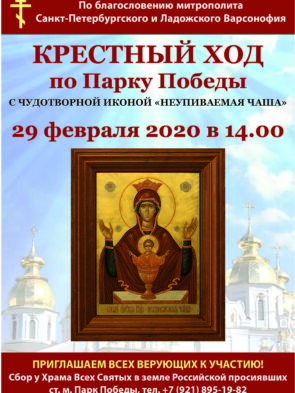 По благословению митрополита
Санкт-Петербургского и Ладожского Варсонофия
КРЕСТНЫЙ ХОД
по Парку Победы
С ЧУДОТВОРНОЙ ИКОНОЙ «НЕУПИВАЕМАЯ ЧАША»
29 февраля 2020 в 14.00
ПРИГЛАШАЕМ ВСЕХ ВЕРУЮЩИХ К УЧАСТИЮ!
Сбор у Храма Всех Святых в земле Российской просиявших
ст. м. Парк Победы, тел. +7 (921) 895-19-82